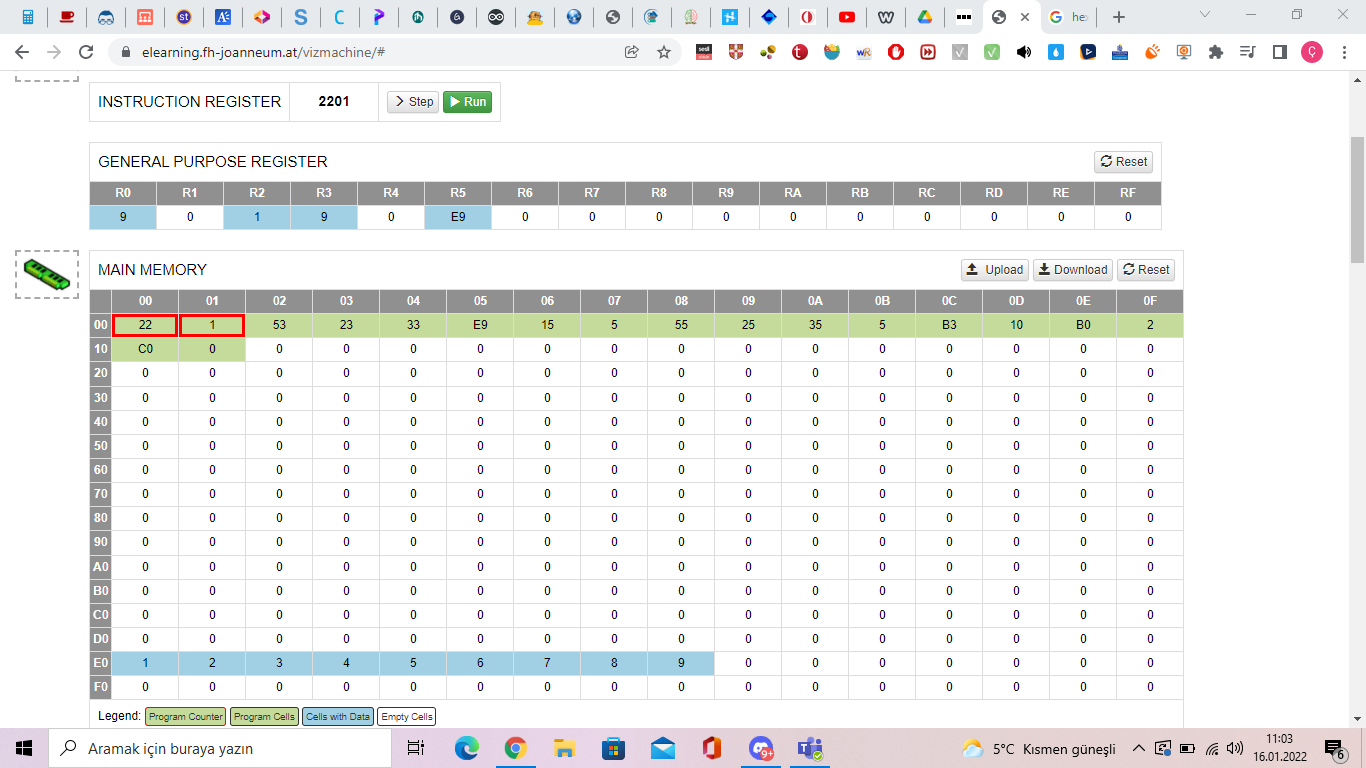 elearning.fh-joanneum.at/vizmachine/#
INSTRUCTION REGISTER 2201 Step Run
GENERAL PURPOSE REGISTER Reset
R0 R1 R2 R3 R4 R5 R6 R7 R8 R9 RA RB RC RD RE RF
9 0 1 9 0 E9 0 0 0 0 0 0 0 0 0 0
MAIN MEMORY Upload Download Reset
00 01 02 03 04 05 06 07 08 09 0A 0B 0C 0D 0E 0F
00 22 1 53 23 33 E9 15 5 55 25 35 5 B3 10 B0 2
10 C0 0 0 0 0 0 0 0 0 0 0 0 0 0 0 0
20 0 0 0 0 0 0 0 0 0 0 0 0 0 0 0 0
30 0 0 0 0 0 0 0 0 0 0 0 0 0 0 0 0
40 0 0 0 0 0 0 0 0 0 0 0 0 0 0 0 0
50 0 0 0 0 0 0 0 0 0 0 0 0 0 0 0 0
60 0 0 0 0 0 0 0 0 0 0 0 0 0 0 0 0
70 0 0 0 0 0 0 0 0 0 0 0 0 0 0 0 0
80 0 0 0 0 0 0 0 0 0 0 0 0 0 0 0 0
90 0 0 0 0 0 0 0 0 0 0 0 0 0 0 0 0
A0 0 0 0 0 0 0 0 0 0 0 0 0 0 0 0 0
B0 0 0 0 0 0 0 0 0 0 0 0 0 0 0 0 0
C0 0 0 0 0 0 0 0 0 0 0 0 0 0 0 0 0
D0 0 0 0 0 0 0 0 0 0 0 0 0 0 0 0 0
E0 1 2 3 4 5 6 7 8 9 0 0 0 0 0 0 0
F0 0 0 0 0 0 0 0 0 0 0 0 0 0 0 0 0
Legend: Program Counter Program Cells Cells with Data Empty Cells
Aramak için buraya yazın 9+ 5°C Kısmen güneşli 11:03
16.01.2022 6